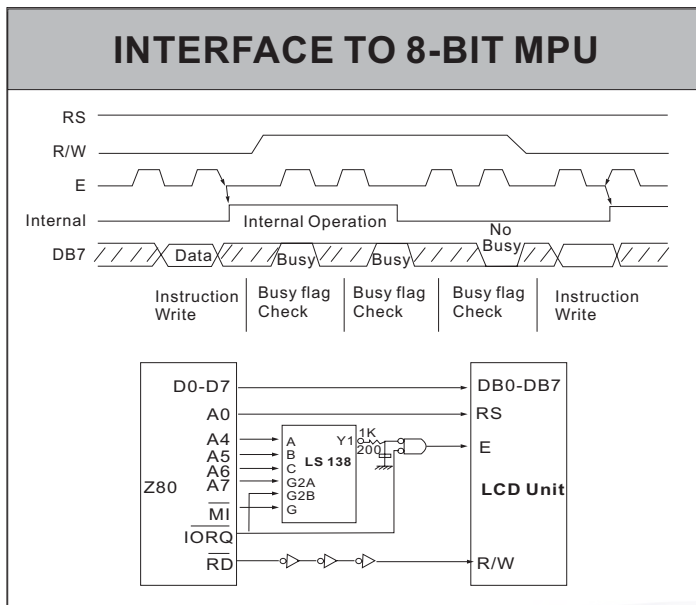 INTERFACE TO 8-BIT MPU
RS
R/W
E
Internal
Internal Operation
No
Busy
DB7
Data
Busy
Busy
Instruction
Write
Busy flag
Check
Busy flag
Check
Busy flag
Check
Instruction
Write
D0-D7
DB0-DB7
A0
RS
A4
A
Y1
1K
A5
B
200
A6
C
LS 138
E
A7
G2A
Z80
G2B
LCD Unit
MI
G
IORQ
RD
R/W